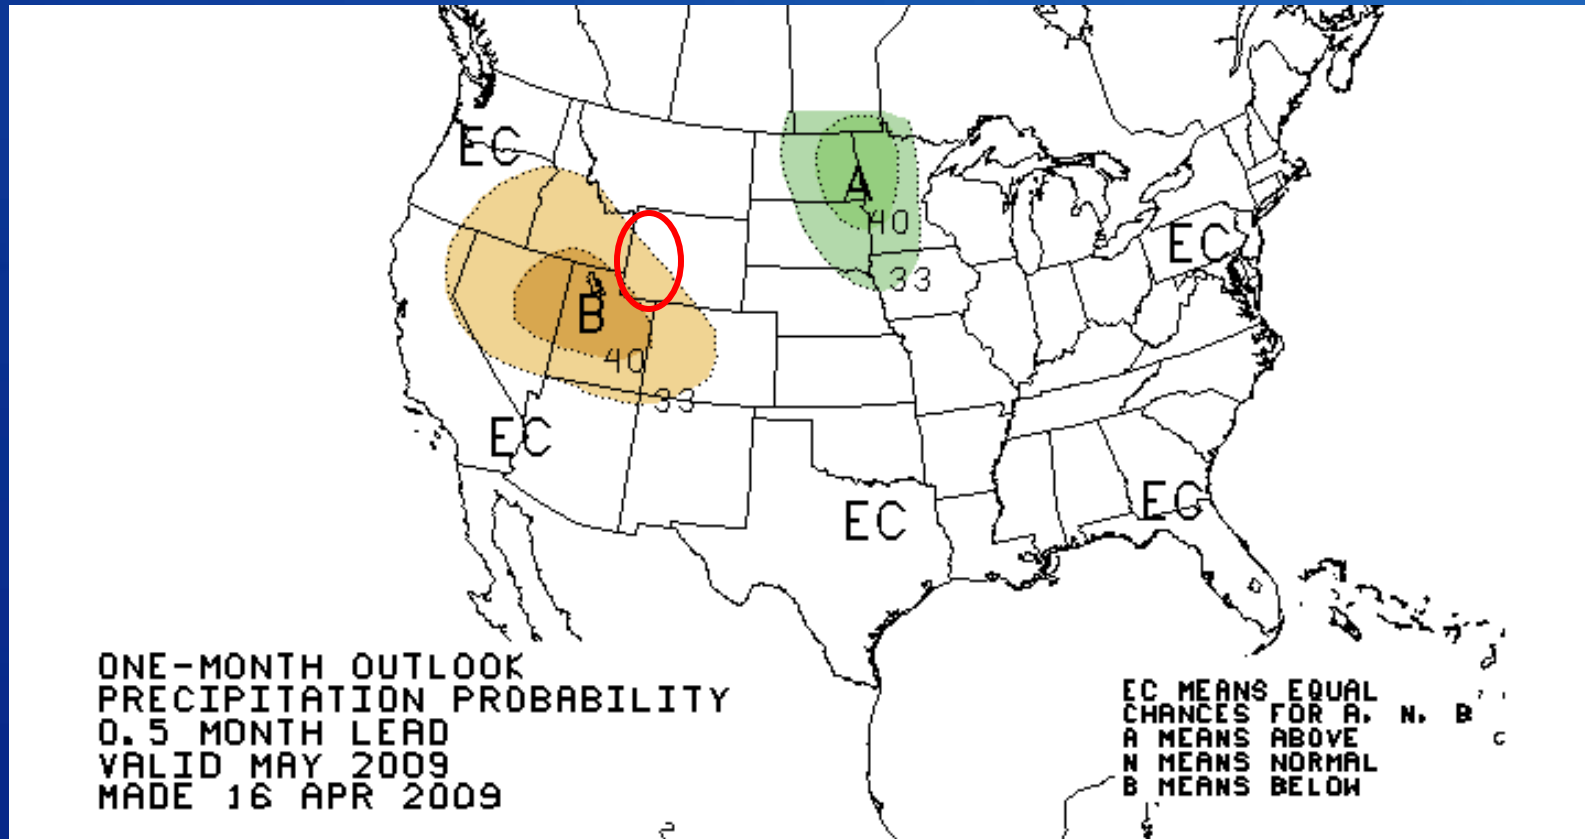 EC
A
40
EC
33
B
40
33
EC
EC
EC
ONE-MONTH OUTLOOK
PRECIPITATION PROBABILITY
0.5 MONTH LEAD
VALID MAY 2009
MADE 16 APR 2009
EC MEANS EQUAL
CHANCES FOR A, N, B
A MEANS ABOVE
N MEANS NORMAL
B MEANS BELOW